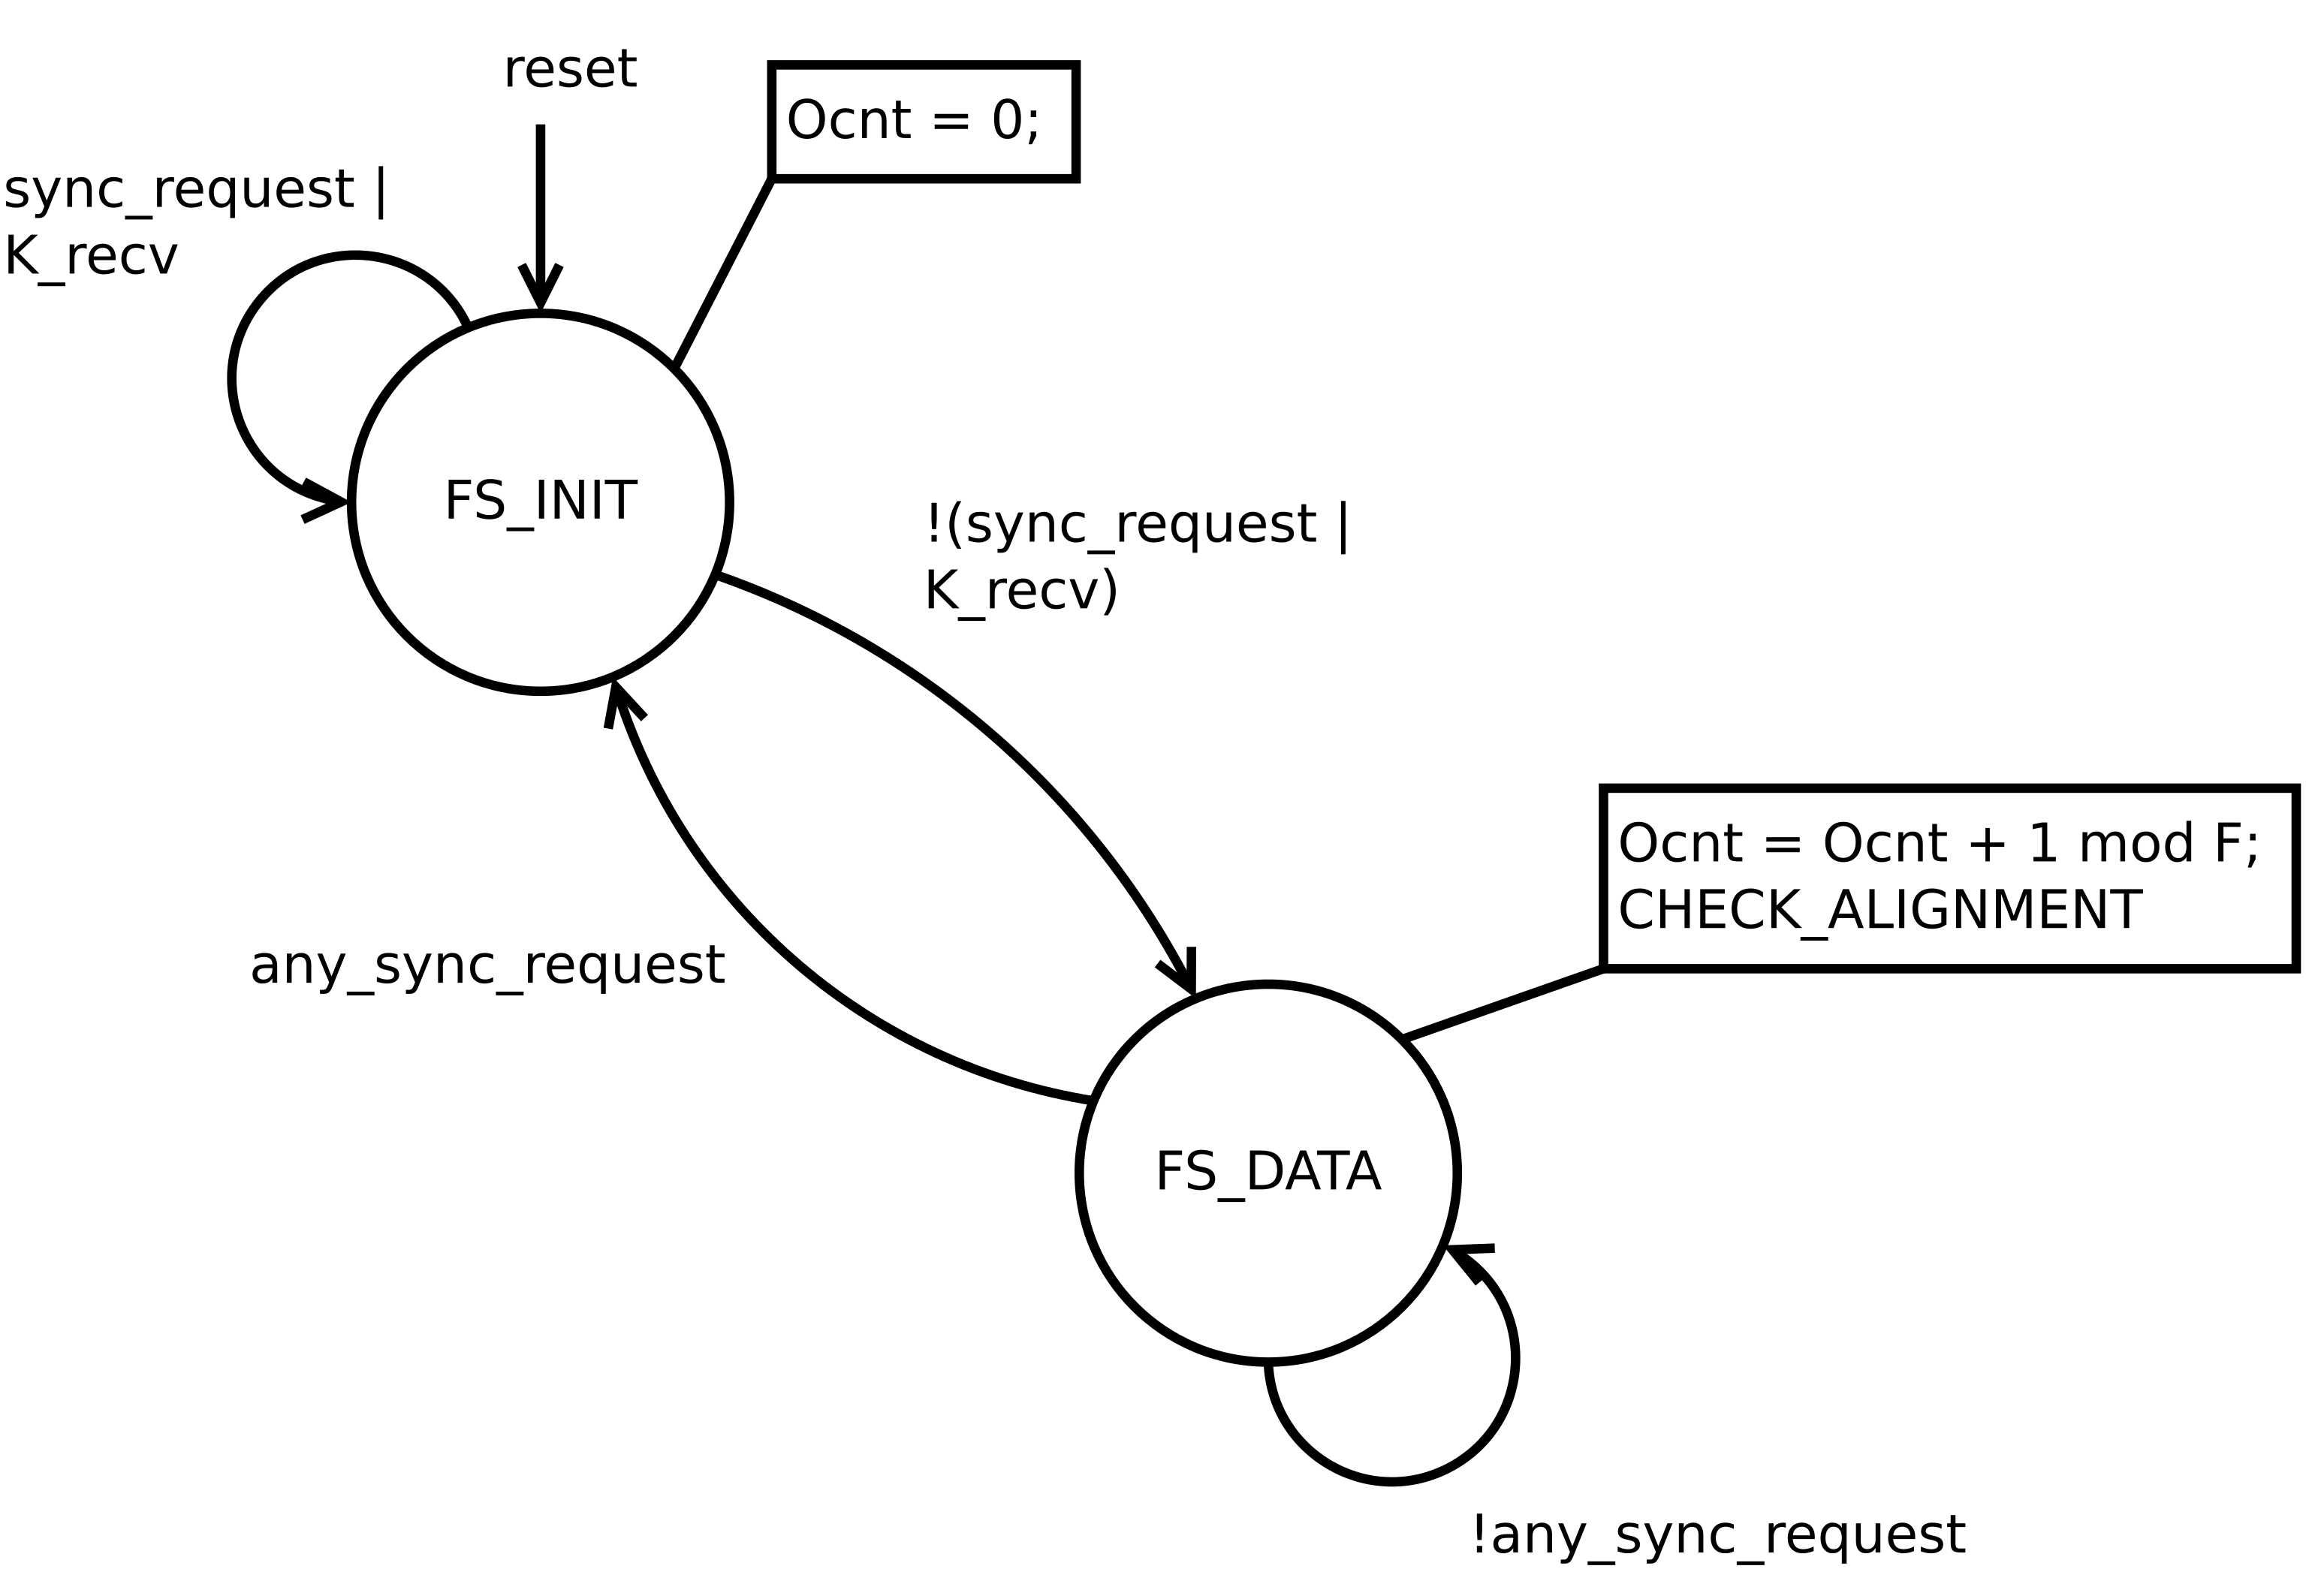 reset
Ocnt = 0;
sync_request |
K_recv
FS_INIT
!(sync_request |
K_recv)
Ocnt = Ocnt + 1 mod F;
CHECK_ALIGNMENT
any_sync_request
FS_DATA
!any_sync_request